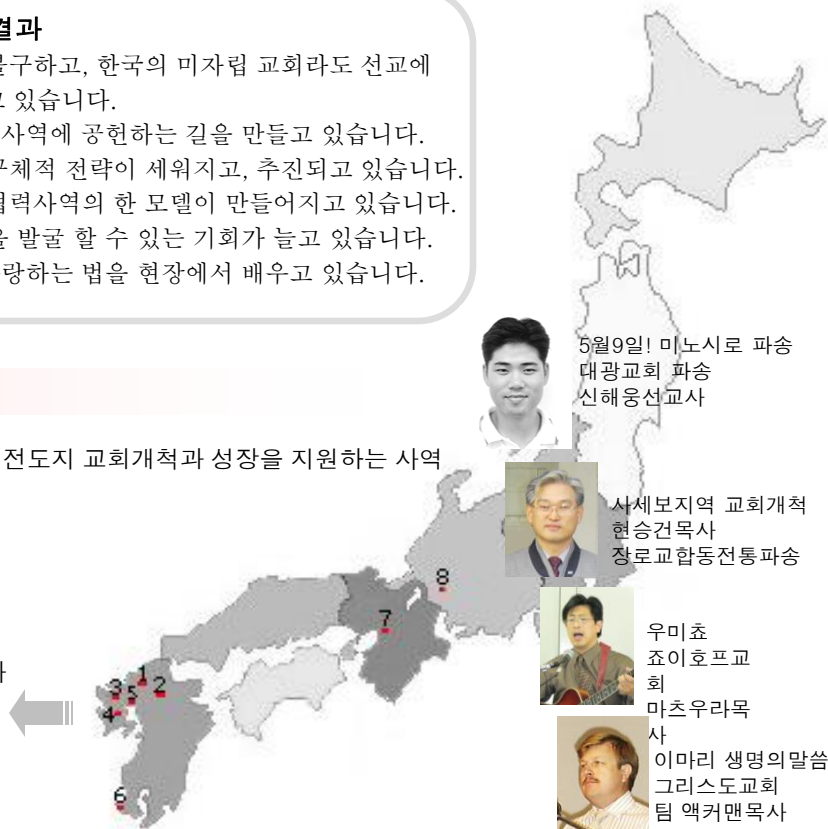 결과
불구하고, 한국의 미자립 교회라도 선교에
고 있습니다.
사역에 공헌하는 길을 만들고 있습니다.
구체적 전략이 세워지고, 추진되고 있습니다.
협력사역의 한 모델이 만들어지고 있습니다.
을 발굴 할 수 있는 기회가 늘고 있습니다.
사랑하는 법을 현장에서 배우고 있습니다.
5월9일! 미노시로 파송
대광교회 파송
신해웅선교사
전도지 교회개척과 성장을 지원하는 사역
사세보지역 교회개척
현승건목사
장로교합동전통파송
8
7
우미쵸
죠이호프교
회
마츠우라목
사
1
3
2
5
4
6
이마리 생명의말씀
그리스도교회
팀 액커맨목사